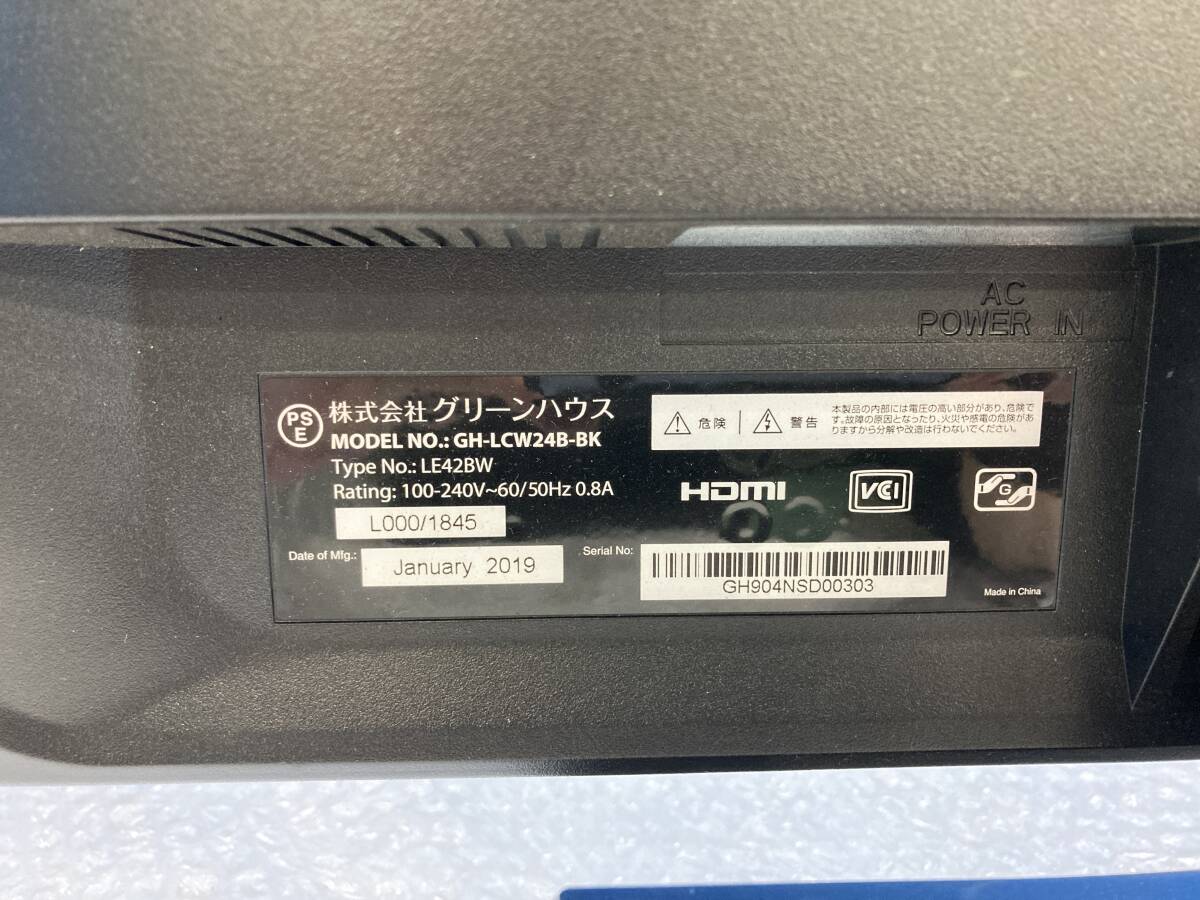 AC
POWER IN
PS
E
株式会社グリーンハウス
MODEL NO.: GH-LCW24B-BK
Type No.: LE42BW
Rating: 100-240V~60/50Hz 0.8A
L000/1845
Date of Mfg.: January 2019
危険 警告
本製品の内部には電圧の高い部分があり、危険で
す。故障の原因となったり、火災や感電の危険があ
りますから分解や改造は行わないでください。
HDMI
VCCI
G
Serial No:
GH904NSD00303
Made in China